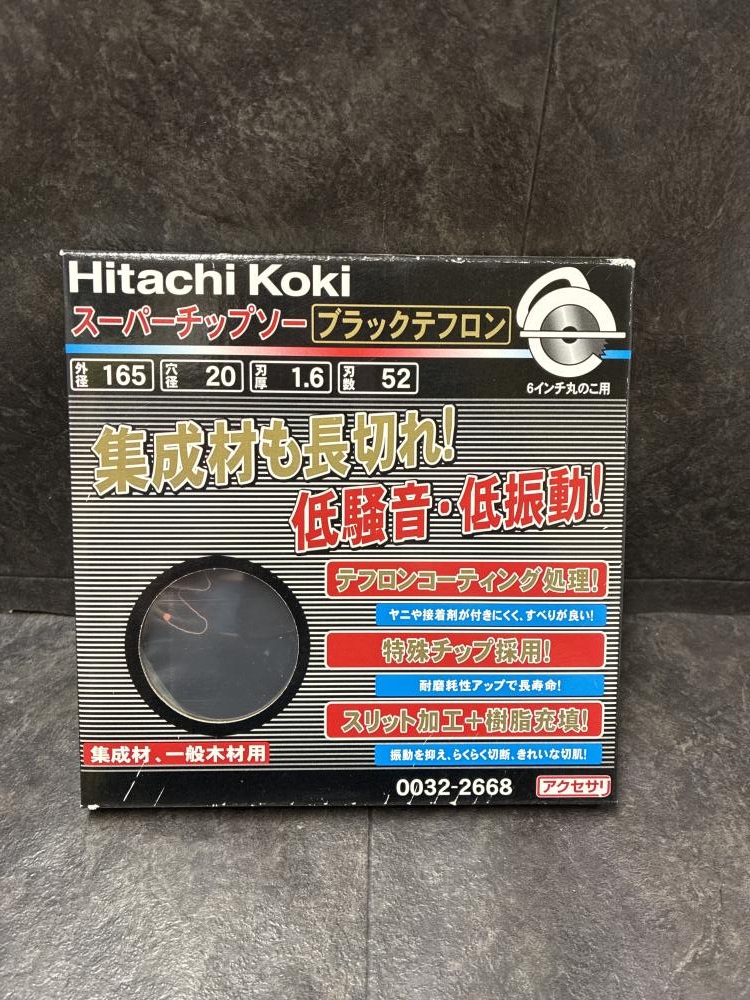 Hitachi Koki
スーパーチップソー ブラックテフロン
外径 165 穴径 20 刃厚 1.6 刃数 52
6インチ丸のこ用
集成材も長切れ!
低騒音・低振動!
テフロンコーティング処理!
ヤニや接着剤が付きにくく、すべりが良い!
特殊チップ採用!
耐磨耗性アップで長寿命!
スリット加工+樹脂充填!
集成材、一般木材用
振動を抑え、らくらく切断、きれいな切肌!
0032-2668
アクセサリ